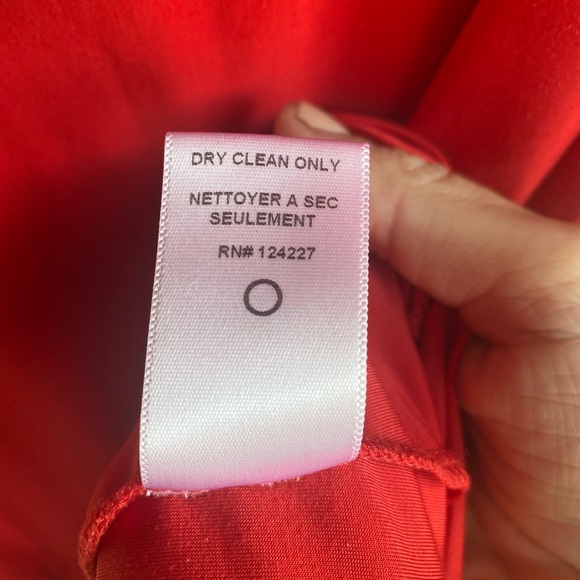 DRY CLEAN ONLY
NETTOYER A SEC
SEULEMENT
RN# 124227